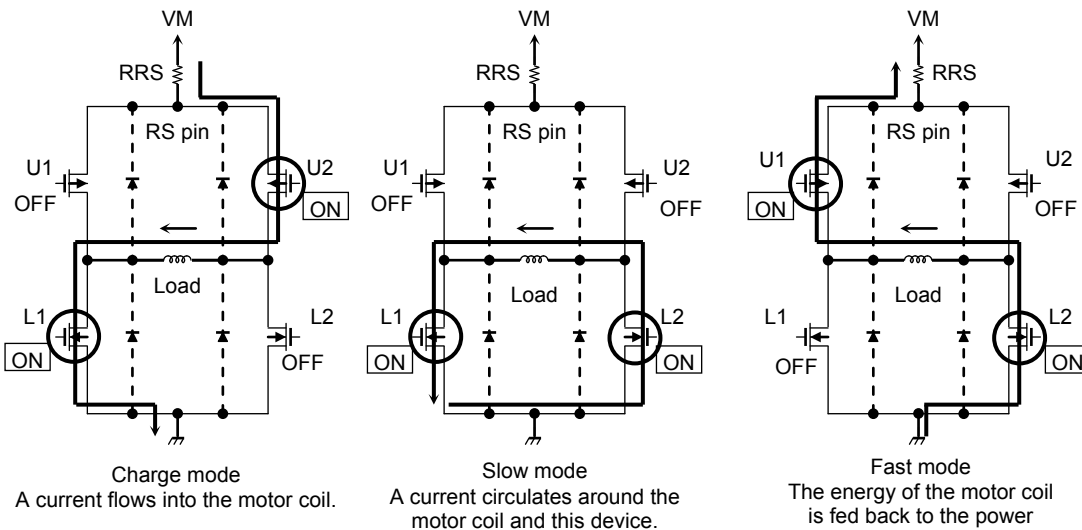 VM
RRS
RS pin
U1
OFF
U2
ON
Load
L1
ON
L2
OFF
Charge mode
A current flows into the motor coil.
VM
RRS
RS pin
U1
OFF
U2
OFF
Load
L1
ON
L2
ON
Slow mode
A current circulates around the
motor coil and this device.
VM
RRS
RS pin
U1
ON
U2
OFF
Load
L1
OFF
L2
ON
Fast mode
The energy of the motor coil
is fed back to the power